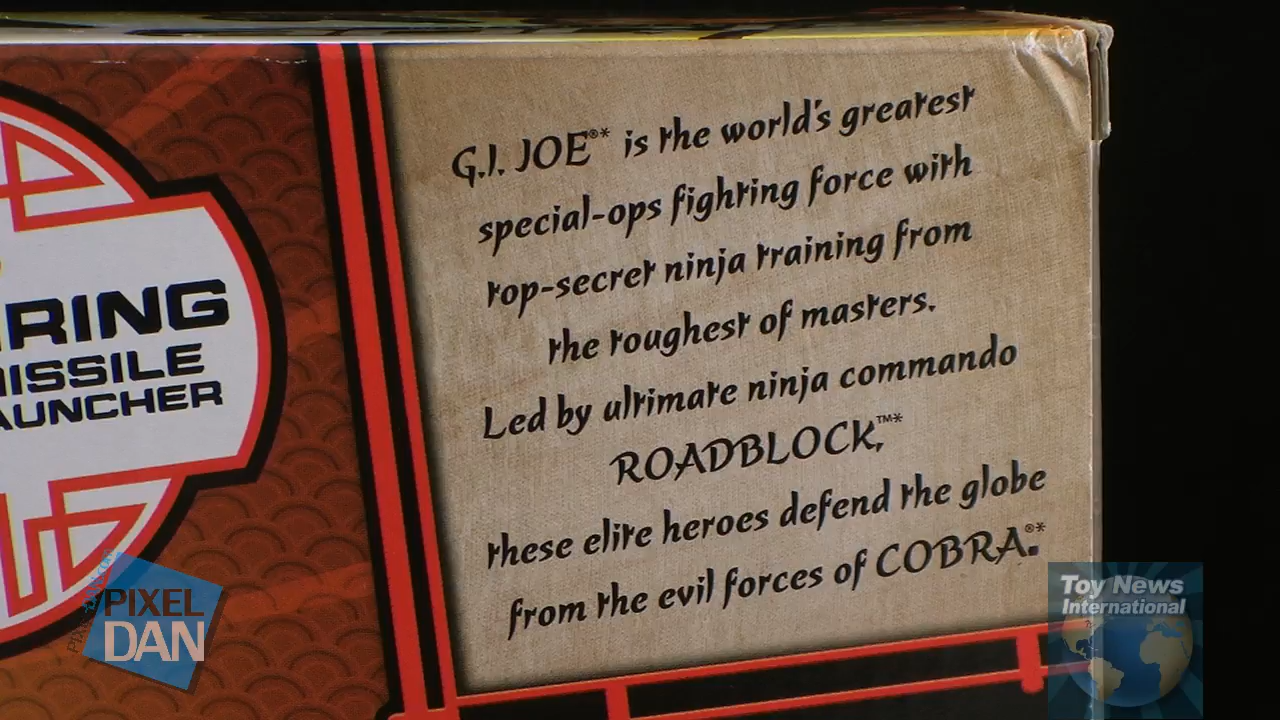 G.I. JOE®* is the world's greatest
special-ops fighting force with
top-secret ninja training from
the toughest of masters.
Led by ultimate ninja commando
ROADBLOCK,™*
these elite heroes defend the globe
from the evil forces of COBRA.®*
RING
ISSILE
AUNCHER
PIXEL
DAN
Toy News
International